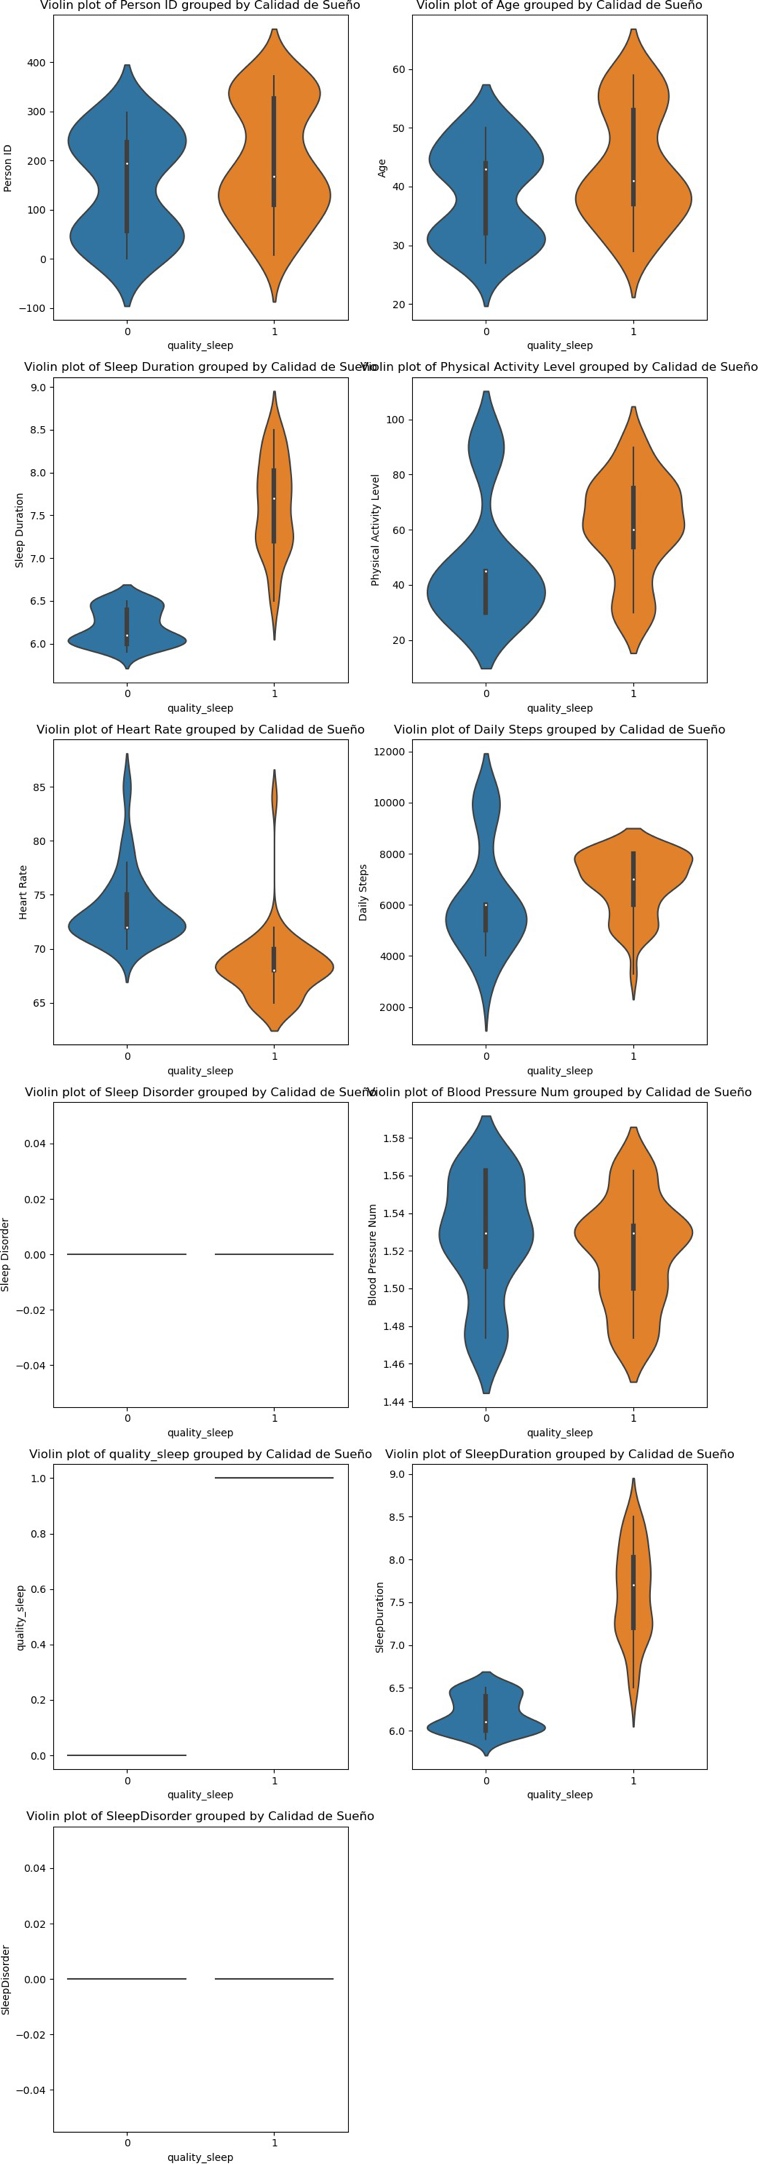 Violin plot of Person ID grouped by Calidad de Sueño
Person ID
400
300
200
100
0
−100
0 1
quality_sleep
Violin plot of Age grouped by Calidad de Sueño
Age
60
50
40
30
20
0 1
quality_sleep
Violin plot of Sleep Duration grouped by Calidad de Sueño
Sleep Duration
9.0
8.5
8.0
7.5
7.0
6.5
6.0
0 1
quality_sleep
Violin plot of Physical Activity Level grouped by Calidad de Sueño
Physical Activity Level
100
80
60
40
20
0 1
quality_sleep
Violin plot of Heart Rate grouped by Calidad de Sueño
Heart Rate
85
80
75
70
65
0 1
quality_sleep
Violin plot of Daily Steps grouped by Calidad de Sueño
Daily Steps
12000
10000
8000
6000
4000
2000
0 1
quality_sleep
Violin plot of Sleep Disorder grouped by Calidad de Sueño
Sleep Disorder
0.04
0.02
0.00
−0.02
−0.04
0 1
quality_sleep
Violin plot of Blood Pressure Num grouped by Calidad de Sueño
Blood Pressure Num
1.58
1.56
1.54
1.52
1.50
1.48
1.46
1.44
0 1
quality_sleep
Violin plot of quality_sleep grouped by Calidad de Sueño
quality_sleep
1.0
0.8
0.6
0.4
0.2
0.0
0 1
quality_sleep
Violin plot of SleepDuration grouped by Calidad de Sueño
SleepDuration
9.0
8.5
8.0
7.5
7.0
6.5
6.0
0 1
quality_sleep
Violin plot of SleepDisorder grouped by Calidad de Sueño
SleepDisorder
0.04
0.02
0.00
−0.02
−0.04
0 1
quality_sleep